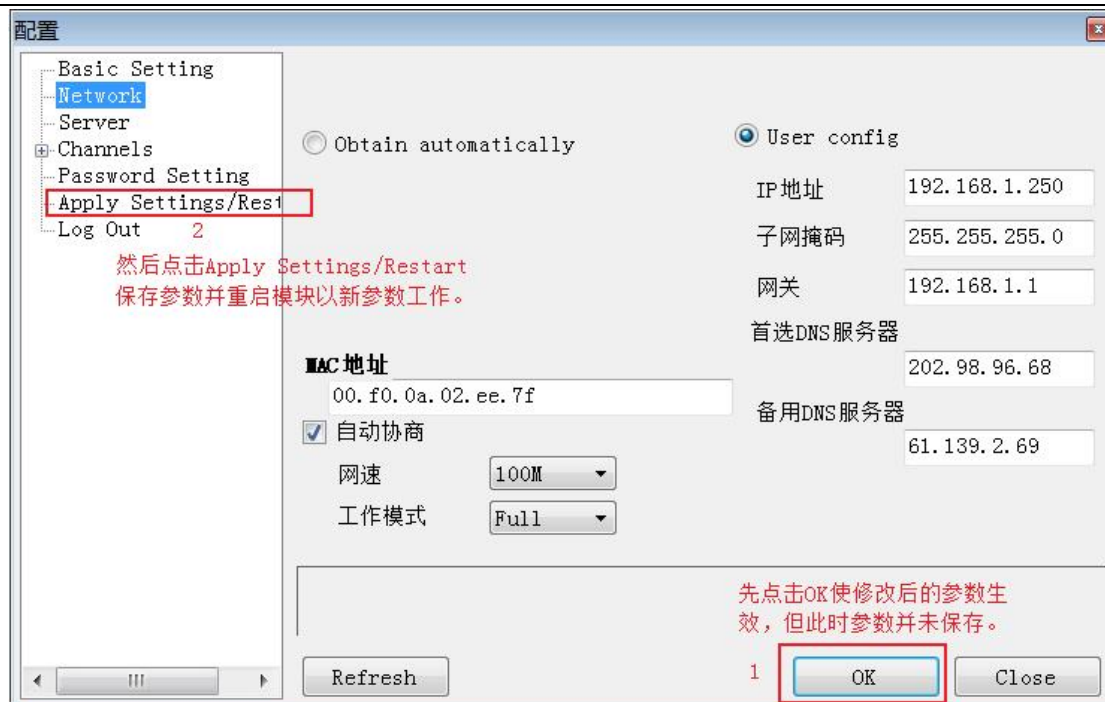 配置
Basic Setting
Network
Server
Channels
Password Setting
Apply Settings/Rest
Log Out
2
然后点击Apply Settings/Restart
保存参数并重启模块以新参数工作。
Obtain automatically
User config
IP地址
192.168.1.250
子网掩码
255.255.255.0
网关
192.168.1.1
首选DNS服务器
202.98.96.68
备用DNS服务器
61.139.2.69
MAC地址
00.f0.0a.02.ee.7f
自动协商
网速
100M
工作模式
Full
先点击OK使修改后的参数生
效，但此时参数并未保存。
Refresh
1
OK
Close